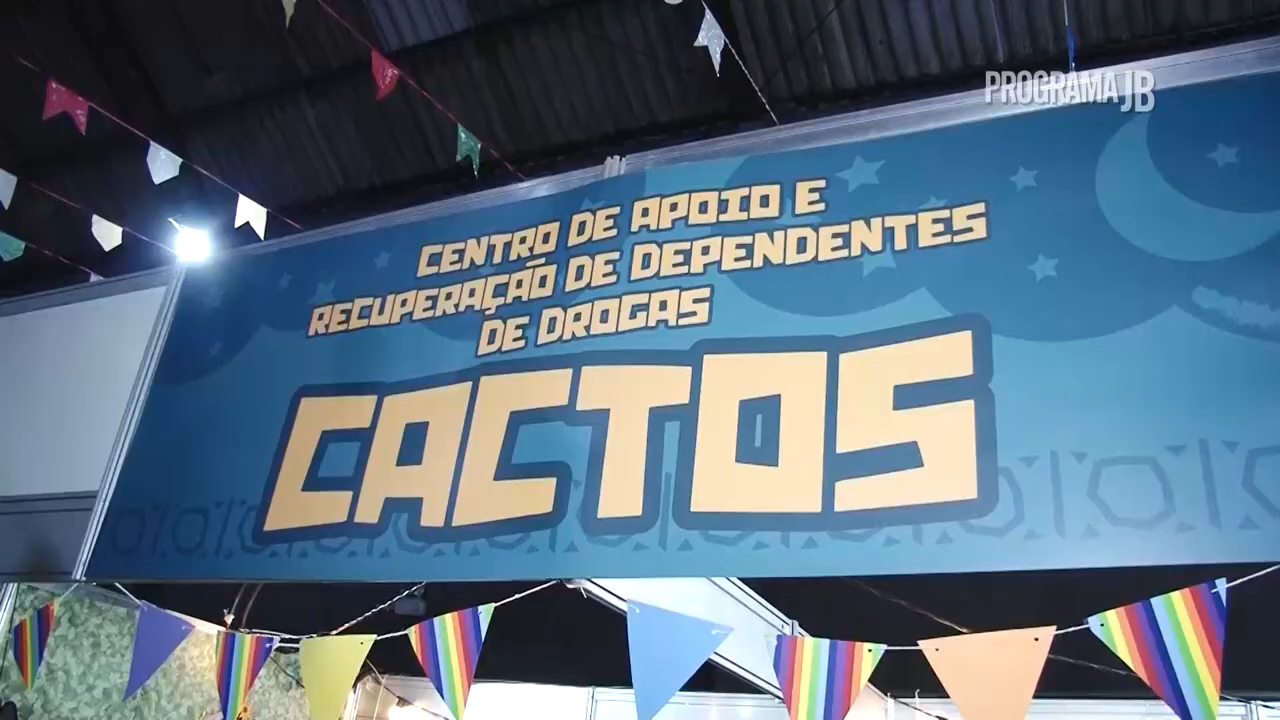 PROGRAMA JB
CENTRO DE APOIO E
RECUPERAÇÃO DE DEPENDENTES
DE DROGAS
CACTOS